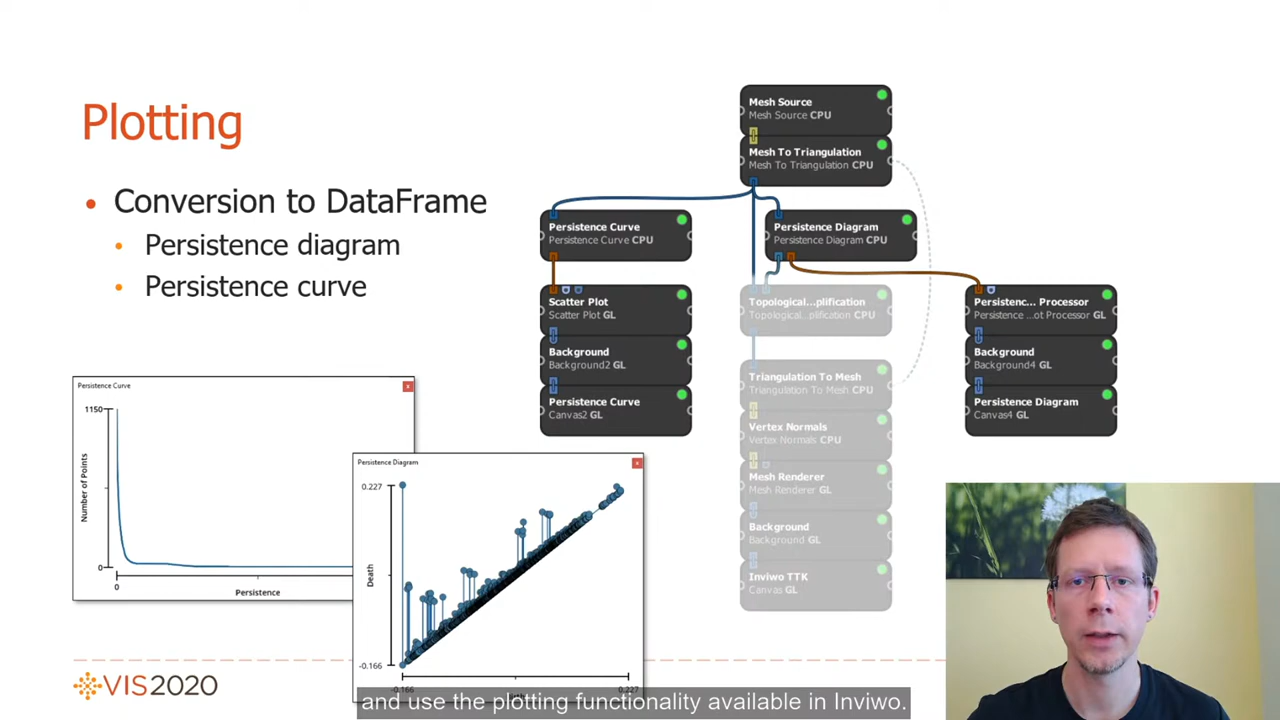 Plotting
• Conversion to DataFrame
• Persistence diagram
• Persistence curve
Mesh Source
Mesh Source CPU
Mesh To Triangulation
Mesh To Triangulation CPU
Persistence Curve
Persistence Curve CPU
Persistence Diagram
Persistence Diagram CPU
Scatter Plot
Scatter Plot GL
Background
Background2 GL
Persistence Curve
Canvas2 GL
Topological...plification
Topological...plification CPU
Triangulation To Mesh
Triangulation To Mesh CPU
Vertex Normals
Vertex Normals CPU
Mesh Renderer
Mesh Renderer GL
Background
Background GL
Inviwo TTK
Canvas GL
Persistenc... Processor
Persistence ...ot Processor GL
Background
Background4 GL
Persistence Diagram
Canvas4 GL
Persistence Curve
x
1150
Number of Points
0
0
Persistence
Persistence Diagram
x
0.227
Death
-0.166
-0.166
0.227
VIS2020
and use the plotting functionality available in Inviwo.